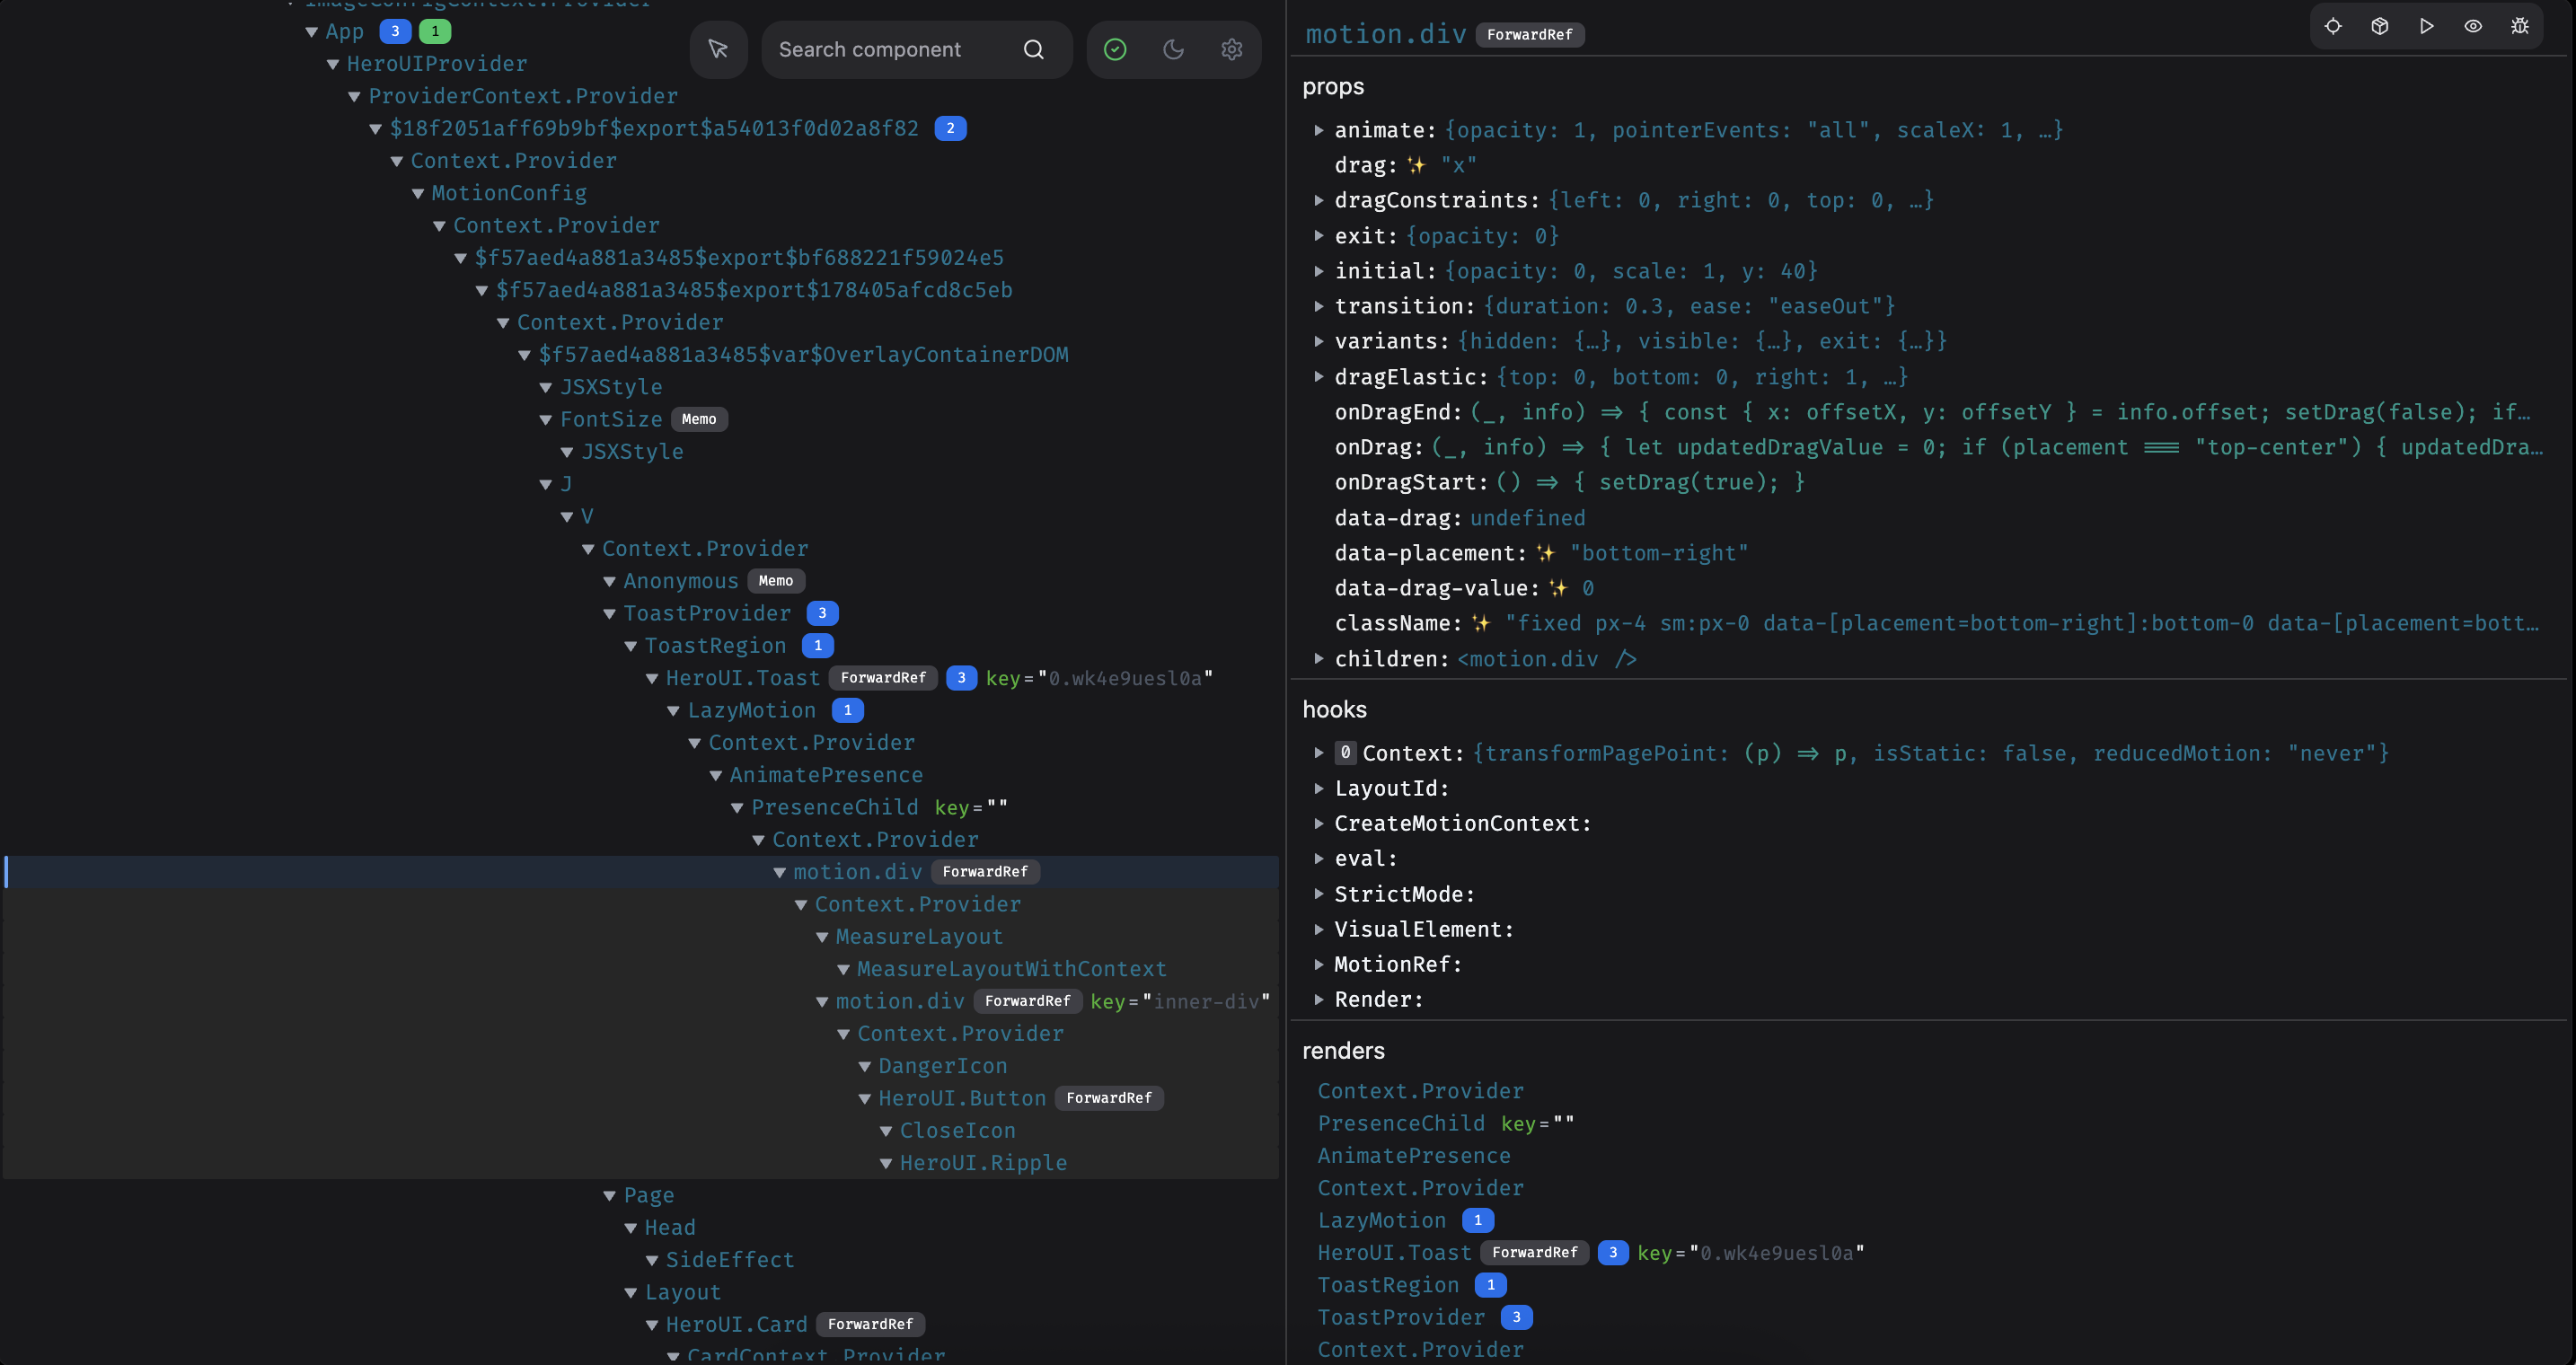 ImageConfigContext.Provider
App 3 1
HeroUIProvider
ProviderContext.Provider
$18f2051aff69b9bf$export$a54013f0d02a8f82 2
Context.Provider
MotionConfig
Context.Provider
$f57aed4a881a3485$export$bf688221f59024e5
$f57aed4a881a3485$export$178405afcd8c5eb
Context.Provider
$f57aed4a881a3485$var$OverlayContainerDOM
JSXStyle
FontSize Memo
JSXStyle
J
V
Context.Provider
Anonymous Memo
ToastProvider 3
ToastRegion 1
HeroUI.Toast ForwardRef 3 key="0.wk4e9uesl0a"
LazyMotion 1
Context.Provider
AnimatePresence
PresenceChild key=""
Context.Provider
motion.div ForwardRef
Context.Provider
MeasureLayout
MeasureLayoutWithContext
motion.div ForwardRef key="inner-div"
Context.Provider
DangerIcon
HeroUI.Button ForwardRef
CloseIcon
HeroUI.Ripple
Page
Head
SideEffect
Layout
HeroUI.Card ForwardRef
CardContext.Provider
Search component
motion.div ForwardRef
props
animate: {opacity: 1, pointerEvents: "all", scaleX: 1, …}
drag: ✨ "x"
dragConstraints: {left: 0, right: 0, top: 0, …}
exit: {opacity: 0}
initial: {opacity: 0, scale: 1, y: 40}
transition: {duration: 0.3, ease: "easeOut"}
variants: {hidden: {…}, visible: {…}, exit: {…}}
dragElastic: {top: 0, bottom: 0, right: 1, …}
onDragEnd: (_, info) => { const { x: offsetX, y: offsetY } = info.offset; setDrag(false); if…
onDrag: (_, info) => { let updatedDragValue = 0; if (placement === "top-center") { updatedDra…
onDragStart: () => { setDrag(true); }
data-drag: undefined
data-placement: ✨ "bottom-right"
data-drag-value: ✨ 0
className: ✨ "fixed px-4 sm:px-0 data-[placement=bottom-right]:bottom-0 data-[placement=bott…
children: <motion.div />
hooks
0 Context: {transformPagePoint: (p) => p, isStatic: false, reducedMotion: "never"}
LayoutId:
CreateMotionContext:
eval:
StrictMode:
VisualElement:
MotionRef:
Render:
renders
Context.Provider
PresenceChild key=""
AnimatePresence
Context.Provider
LazyMotion 1
HeroUI.Toast ForwardRef 3 key="0.wk4e9uesl0a"
ToastRegion 1
ToastProvider 3
Context.Provider